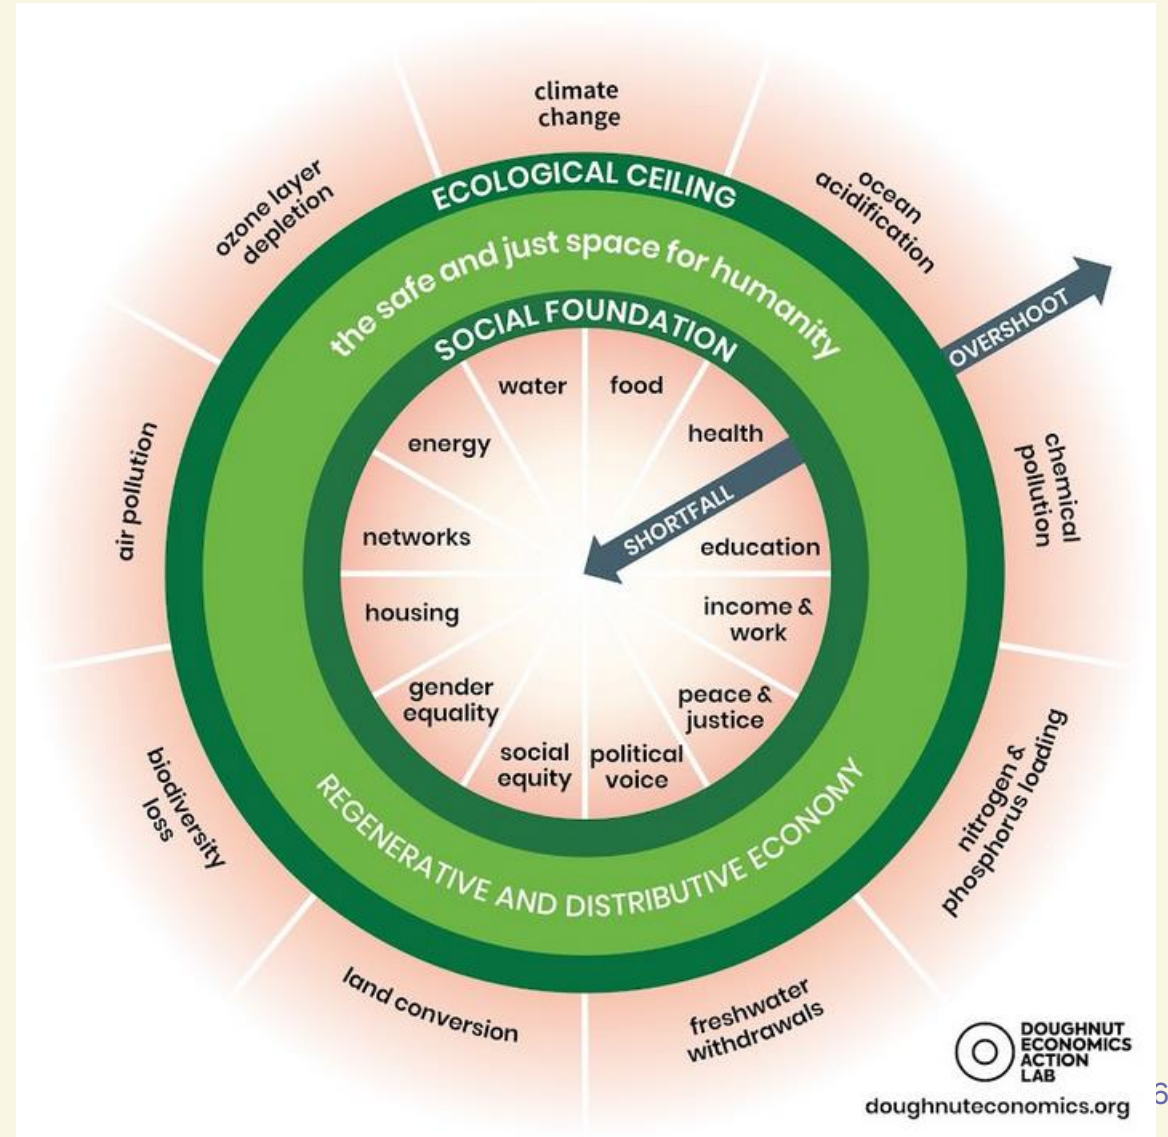 climate
change
ocean
acidification
chemical
pollution
nitrogen &
phosphorus loading
freshwater
withdrawals
land conversion
biodiversity
loss
air pollution
ozone layer
depletion
ECOLOGICAL CEILING
the safe and just space for humanity
SOCIAL FOUNDATION
OVERSHOOT
water
food
health
SHORTFALL
education
income &
work
peace &
justice
political
voice
social
equity
gender
equality
housing
networks
energy
REGENERATIVE AND DISTRIBUTIVE ECONOMY
DOUGHNUT
ECONOMICS
ACTION
LAB
doughnuteconomics.org
6